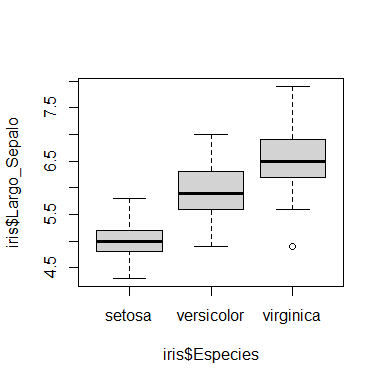 iris$Largo_Sepalo
7.5
6.5
5.5
4.5
setosa versicolor virginica
iris$Especies